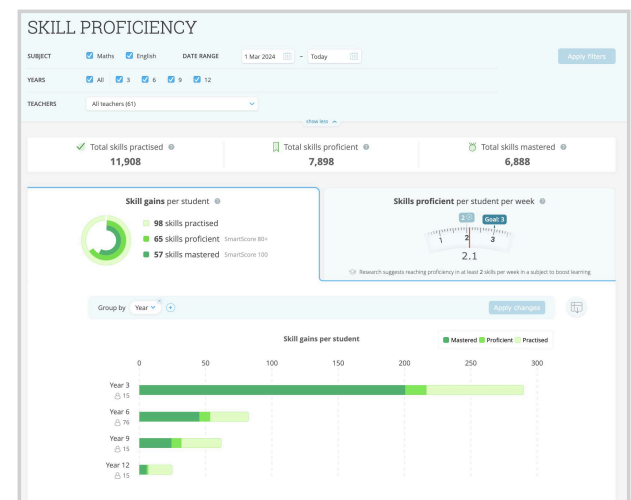 SKILL PROFICIENCY
SUBJECT Maths English DATE RANGE 1 Mar 2024 – Today Apply filters
YEARS All 3 6 9 12
TEACHERS All teachers (61)
show less
Total skills practised
11,908
Total skills proficient
7,898
Total skills mastered
6,888
Skill gains per student
98 skills practised
65 skills proficient SmartScore 80+
57 skills mastered SmartScore 100
Skills proficient per student per week
2 Goal: 3
1 2 3
2.1
Research suggests reaching proficiency in at least 2 skills per week in a subject to boost learning
Group by Year Apply changes
Skill gains per student
Mastered Proficient Practised
0 50 100 150 200 250 300
Year 3
15
Year 6
76
Year 9
15
Year 12
15